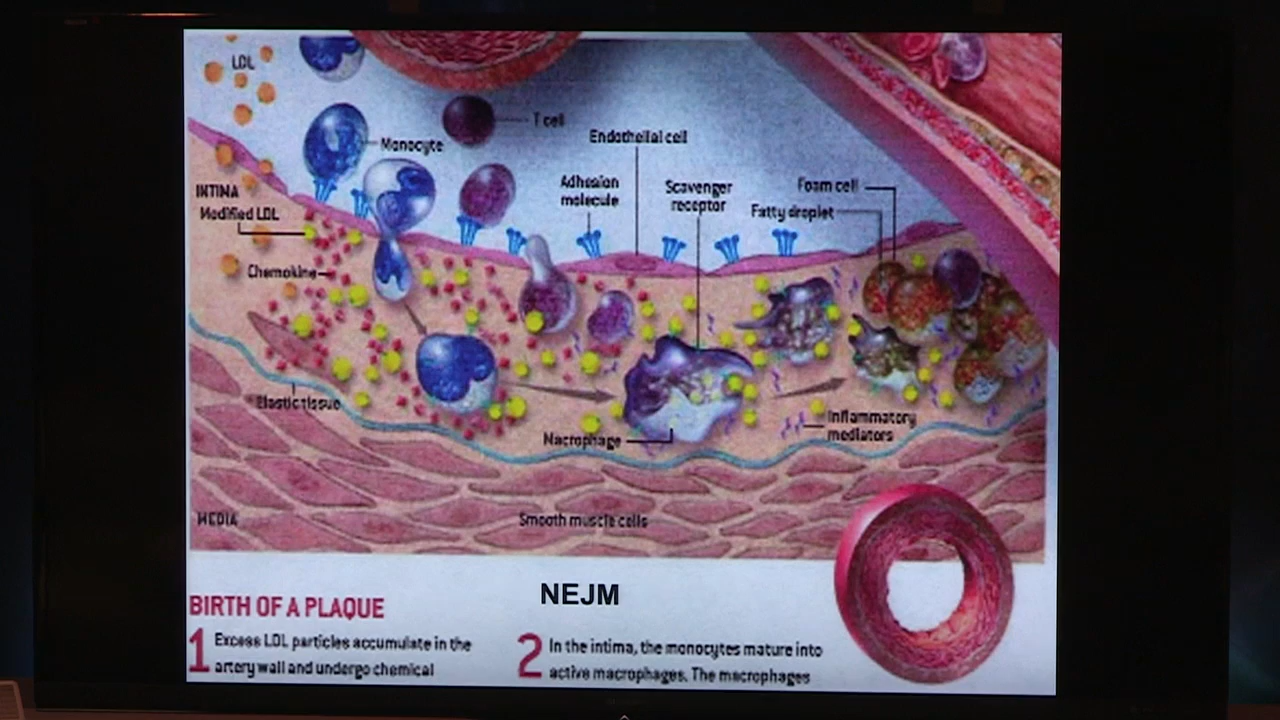 LDL
T cell
Monocyte
Endothelial cell
Adhesion
molecule
Scavenger
receptor
Foam cell
Fatty droplet
INTIMA
Modified LDL
Chemokine
Elastic tissue
Macrophage
Inflammatory
mediators
MEDIA
Smooth muscle cells
NEJM
BIRTH OF A PLAQUE
1 Excess LDL particles accumulate in the
artery wall and undergo chemical
2 In the intima, the monocytes mature into
active macrophages. The macrophages